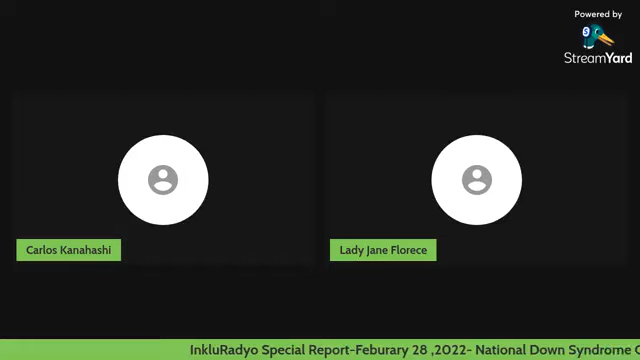 Powered by
StreamYard
Carlos Kanahashi
Lady Jane Florece
InkluRadyo Special Report-Feburary 28 ,2022- National Down Syndrome